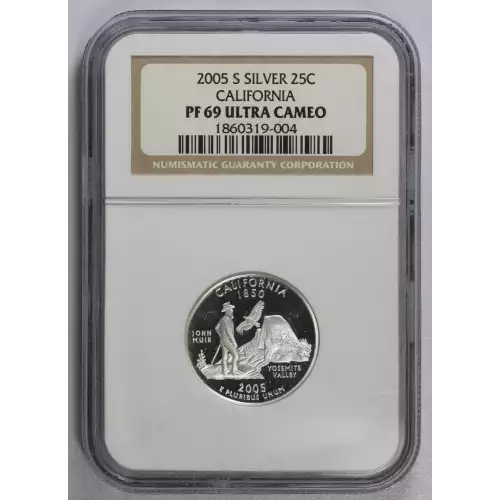 2005 S SILVER 25C
CALIFORNIA
PF 69 ULTRA CAMEO
1860319-004
NUMISMATIC GUARANTY CORPORATION
CALIFORNIA
1850
JOHN
MUIR
YOSEMITE
VALLEY
2005
E PLURIBUS UNUM